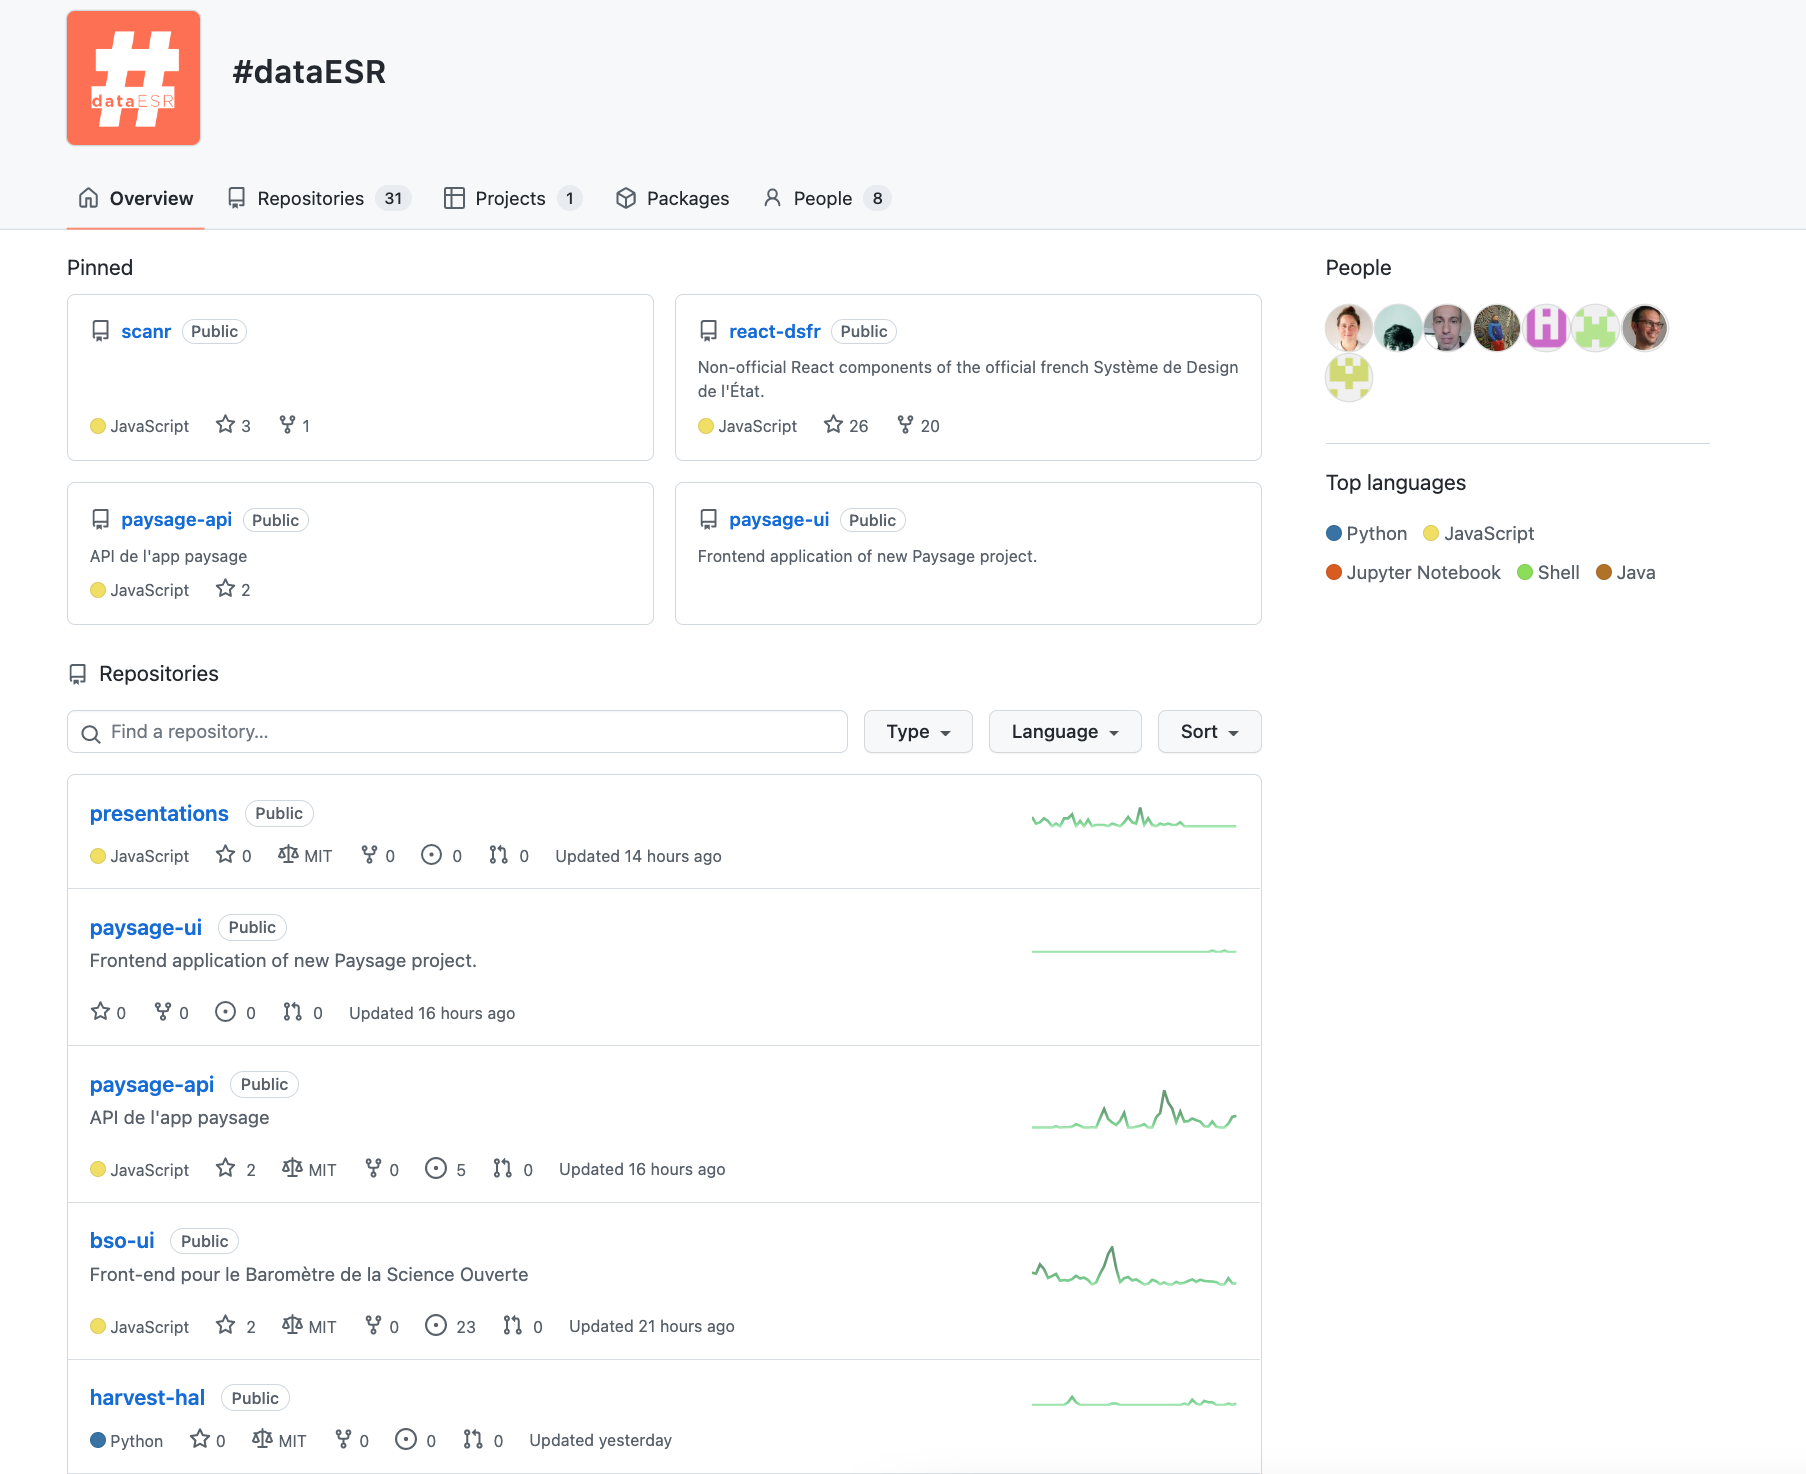 dataESR
#dataESR
Overview
Repositories 31
Projects 1
Packages
People 8
Pinned
scanr Public
JavaScript 3 1
react-dsfr Public
Non-official React components of the official french Système de Design
de l'État.
JavaScript 26 20
paysage-api Public
API de l'app paysage
JavaScript 2
paysage-ui Public
Frontend application of new Paysage project.
Repositories
Find a repository...
Type
Language
Sort
presentations Public
JavaScript 0 MIT 0 0 0 Updated 14 hours ago
paysage-ui Public
Frontend application of new Paysage project.
0 0 0 0 Updated 16 hours ago
paysage-api Public
API de l'app paysage
JavaScript 2 MIT 0 5 0 Updated 16 hours ago
bso-ui Public
Front-end pour le Baromètre de la Science Ouverte
JavaScript 2 MIT 0 23 0 Updated 21 hours ago
harvest-hal Public
Python 0 MIT 0 0 0 Updated yesterday
People
Top languages
Python JavaScript
Jupyter Notebook Shell Java